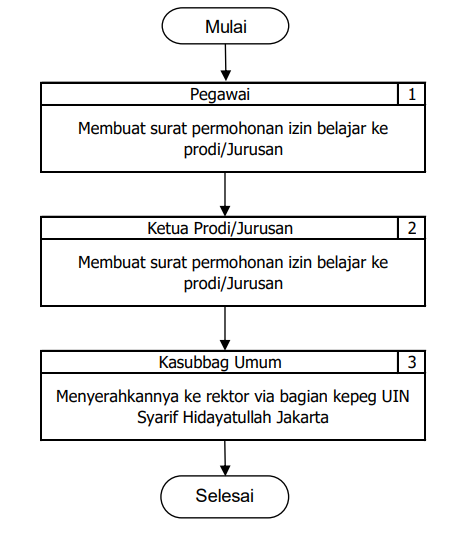 Mulai
Pegawai 1
Membuat surat permohonan izin belajar ke
prodi/Jurusan
Ketua Prodi/Jurusan 2
Membuat surat permohonan izin belajar ke
prodi/Jurusan
Kasubbag Umum 3
Menyerahkannya ke rektor via bagian kepeg UIN
Syarif Hidayatullah Jakarta
Selesai